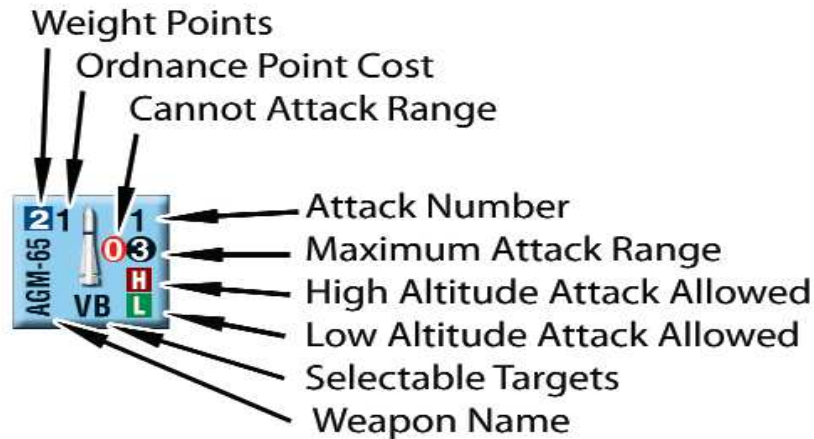 Weight Points
Ordnance Point Cost
Cannot Attack Range
2 1 1
0 3
H
L
AGM-65
VB
Attack Number
Maximum Attack Range
High Altitude Attack Allowed
Low Altitude Attack Allowed
Selectable Targets
Weapon Name